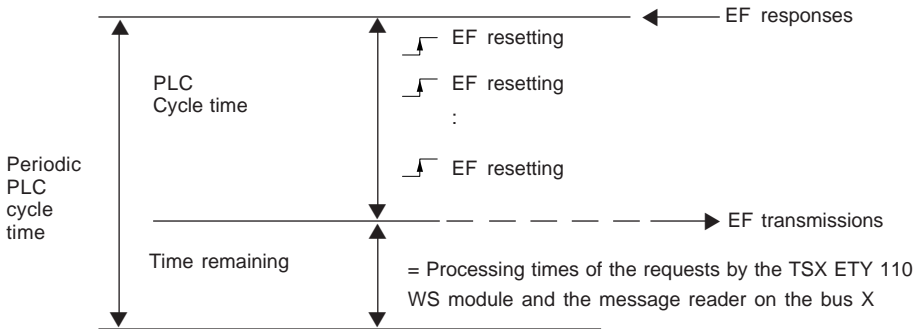 EF responses
EF resetting
PLC
Cycle time
EF resetting
:
EF resetting
Periodic
PLC
cycle
time
EF transmissions
Time remaining
= Processing times of the requests by the TSX ETY 110
WS module and the message reader on the bus X